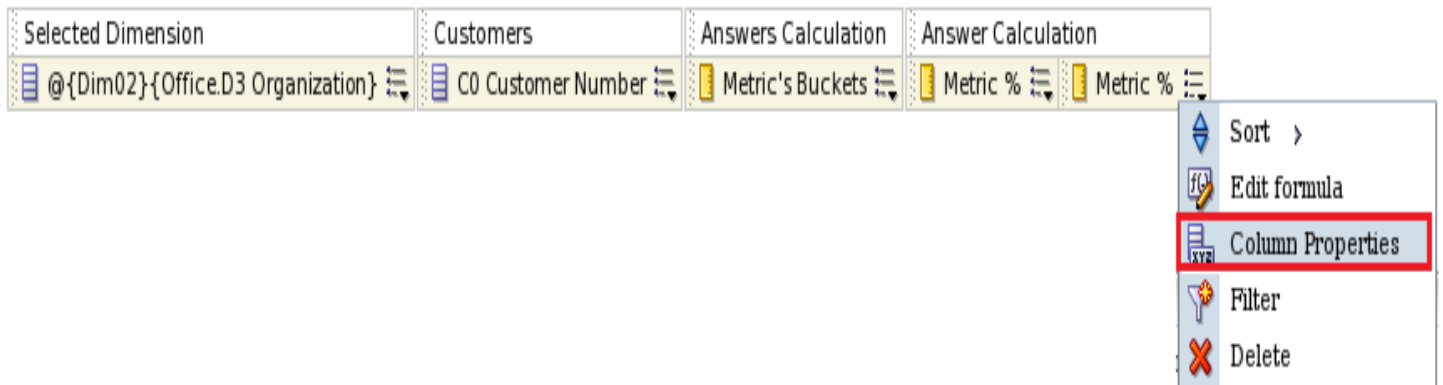 Selected Dimension Customers Answers Calculation Answer Calculation
@{Dim02}{Office.D3 Organization} C0 Customer Number Metric's Buckets Metric % Metric %
Sort
f(.) Edit formula
XYZ Column Properties
Filter
Delete